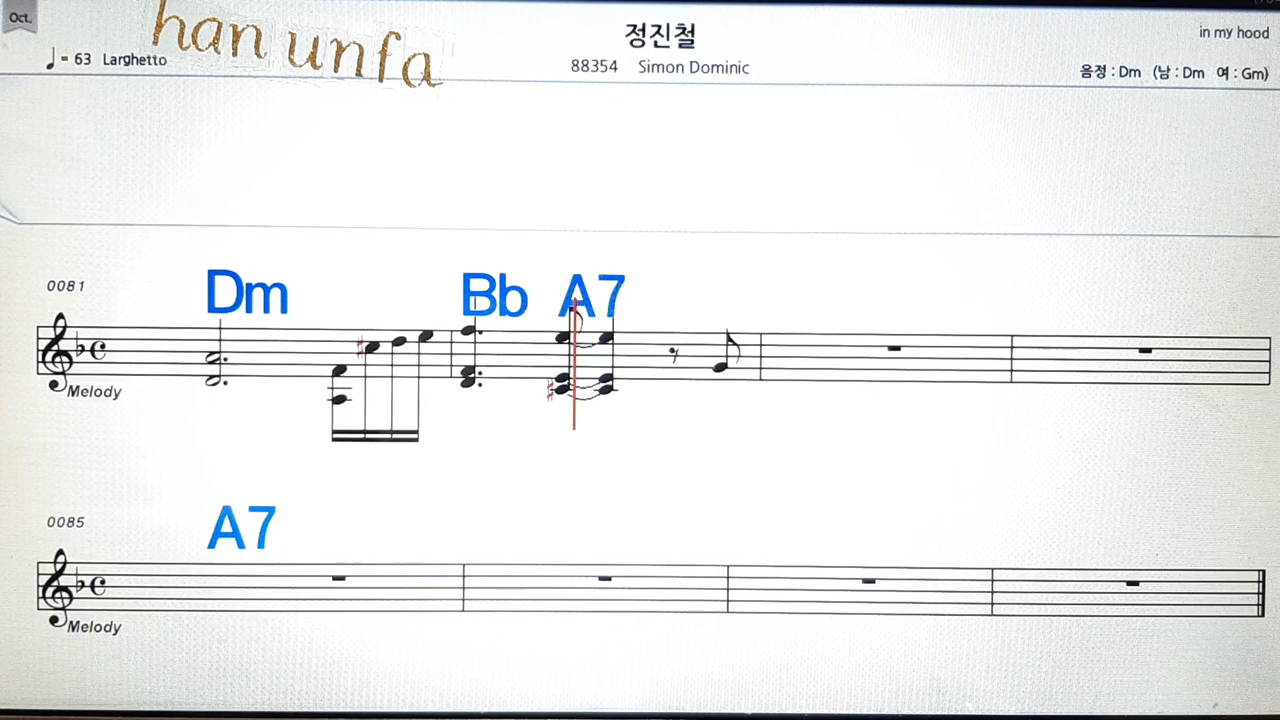 Oct.
han unfa
정진철
in my hood
♩ = 63 Larghetto
88354 Simon Dominic
음정 : Dm (남 : Dm 여 : Gm)
0081
Dm Bb A7
Melody
0085
A7
Melody